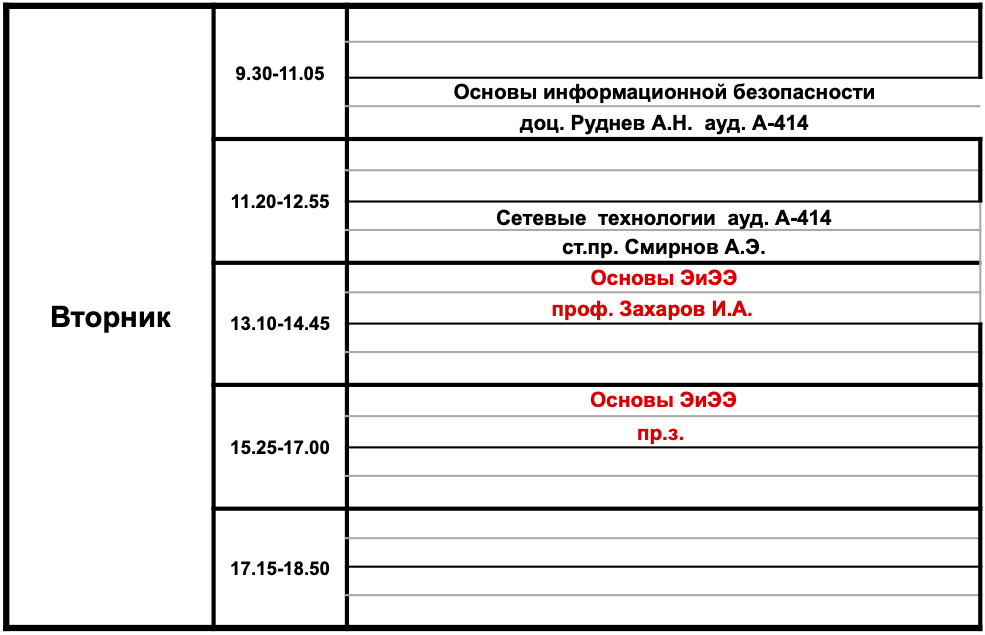 Вторник
9.30-11.05
Основы информационной безопасности
доц. Руднев А.Н. ауд. А-414
11.20-12.55
Сетевые технологии ауд. А-414
ст.пр. Смирнов А.Э.
13.10-14.45
Основы ЭиЭЭ
проф. Захаров И.А.
15.25-17.00
Основы ЭиЭЭ
пр.з.
17.15-18.50